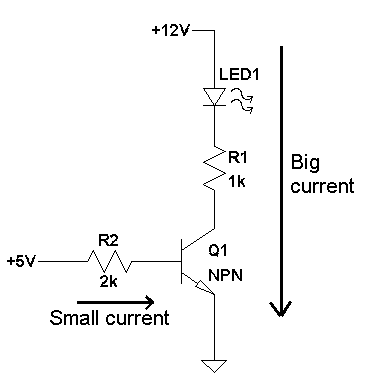 +12V
LED1
R1
1k
Big
current
R2
Q1
+5V
2k
NPN
Small current